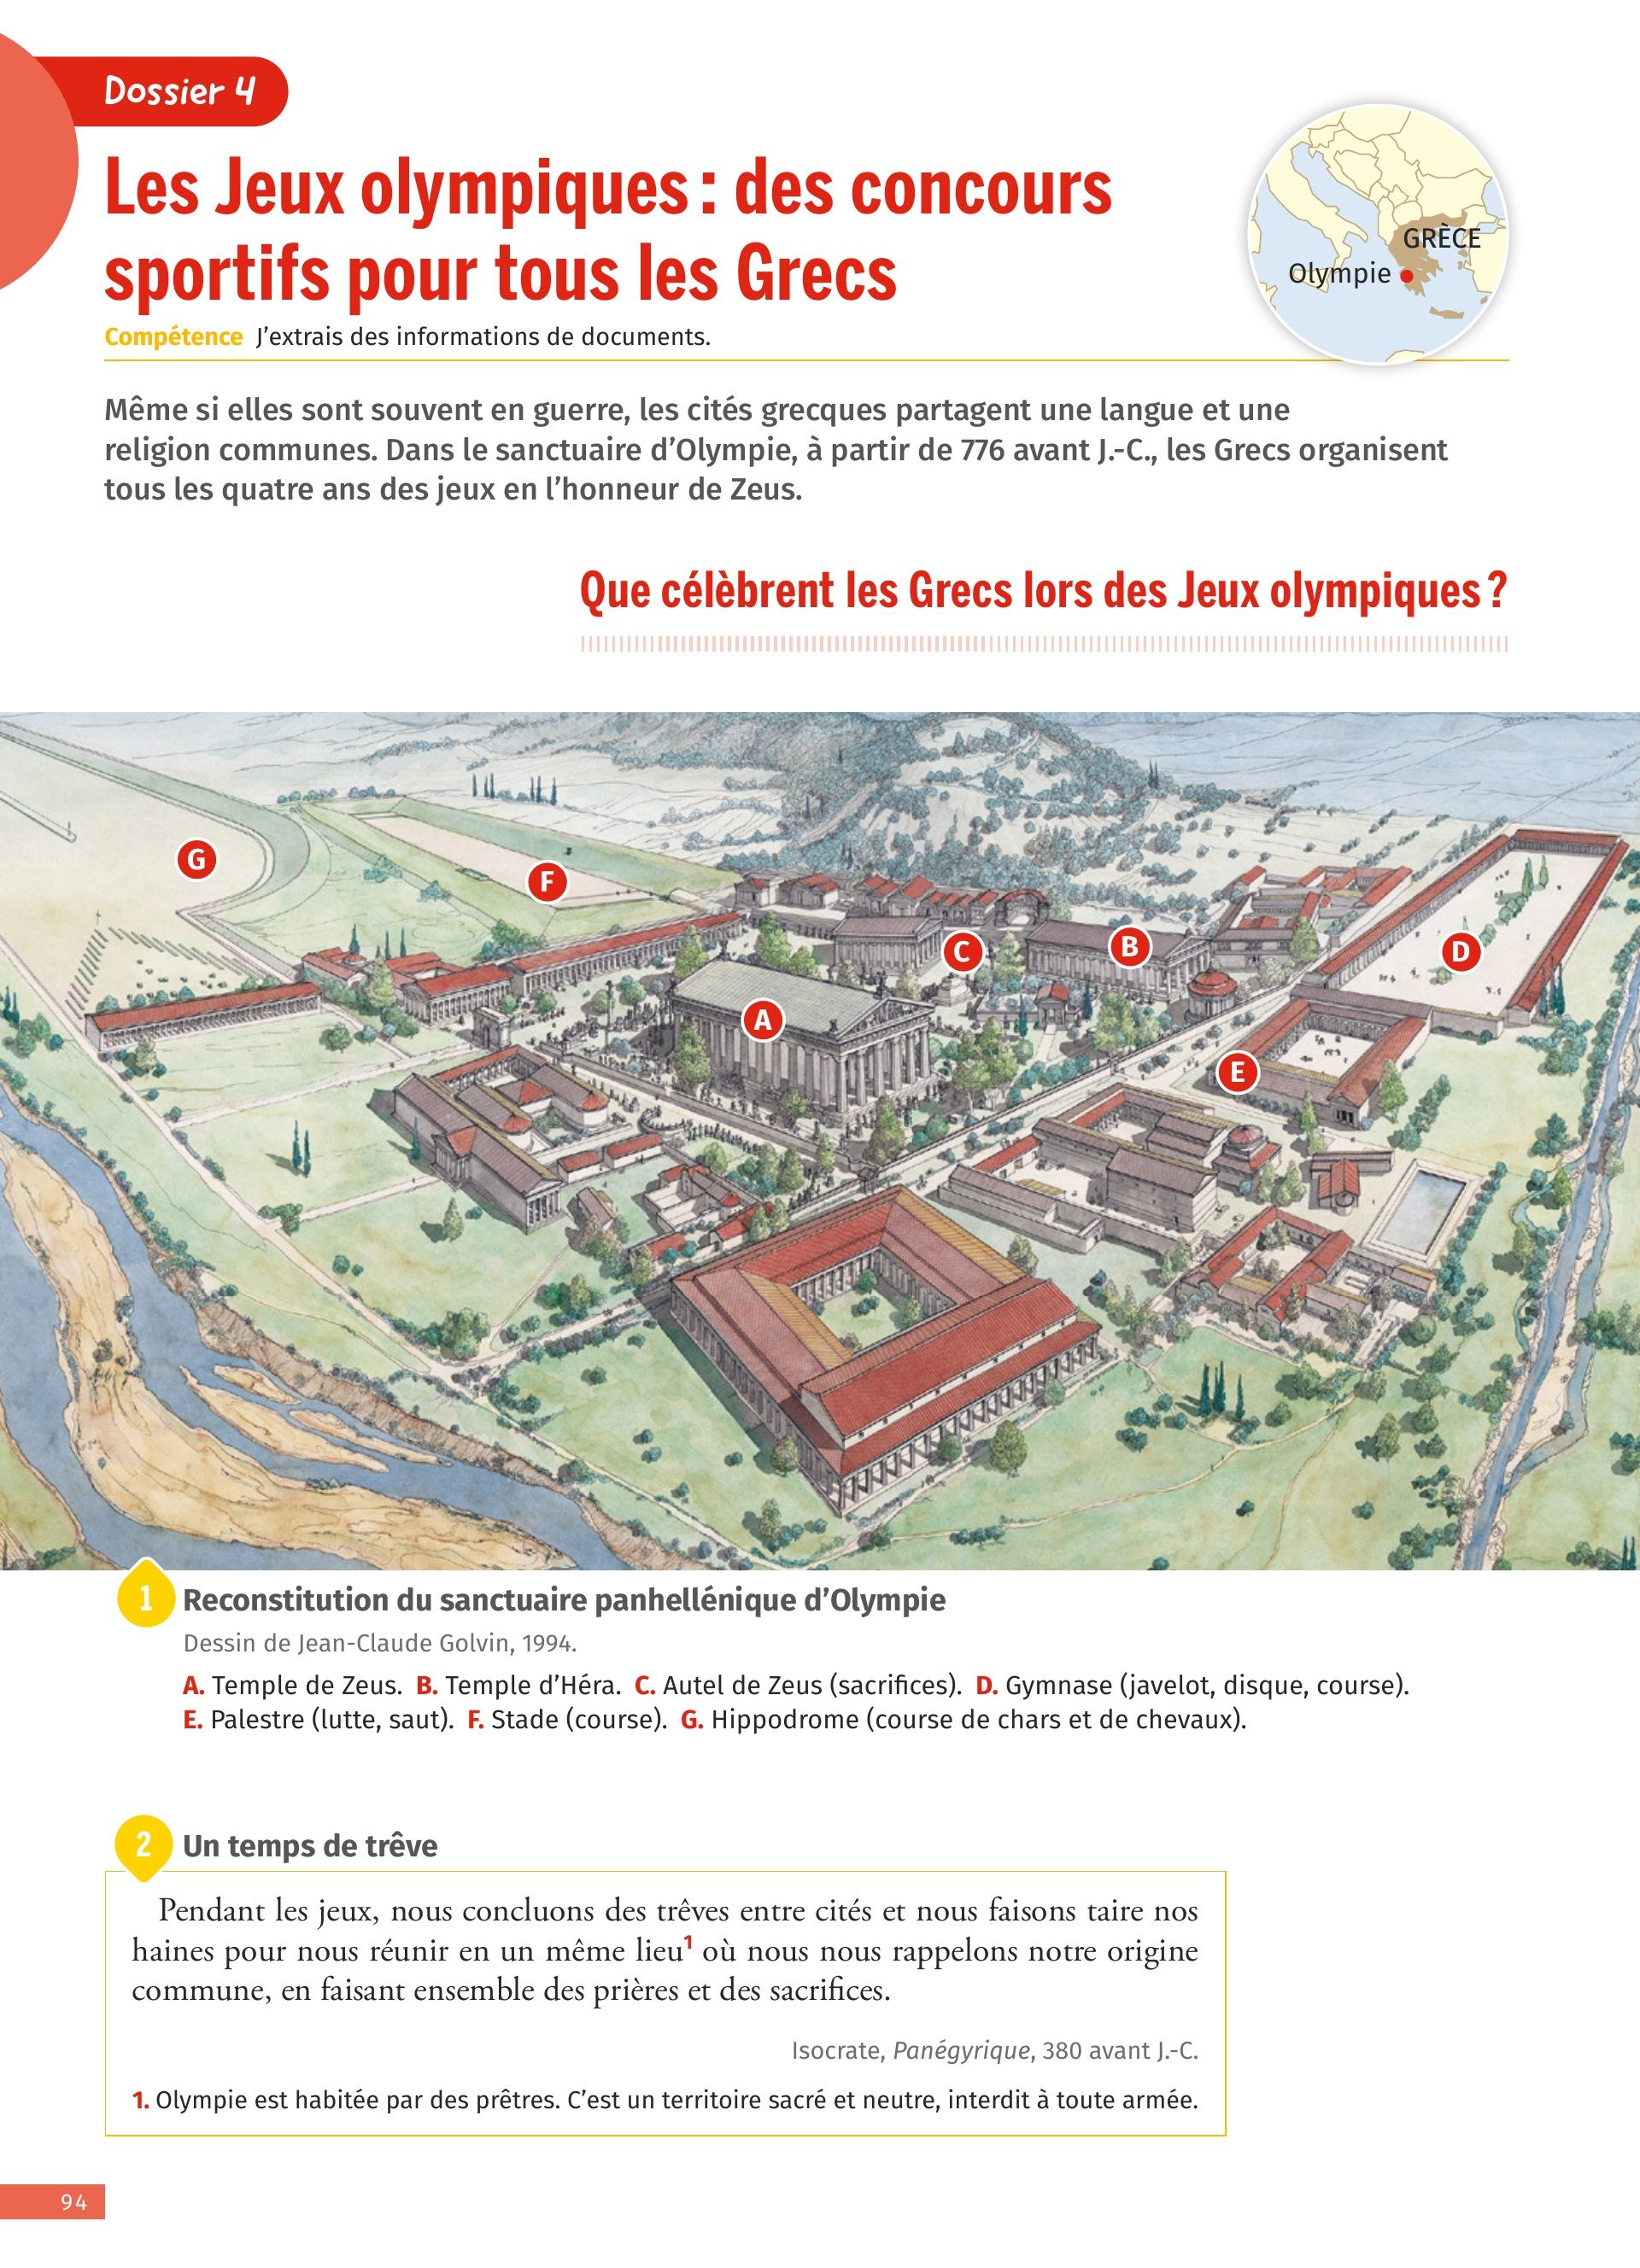 Dossier 4
Les Jeux olympiques : des concours
sportifs pour tous les Grecs
GRÈCE
Olympie
Compétence J’extrais des informations de documents.
Même si elles sont souvent en guerre, les cités grecques partagent une langue et une
religion communes. Dans le sanctuaire d’Olympie, à partir de 776 avant J.-C., les Grecs organisent
tous les quatre ans des jeux en l’honneur de Zeus.
Que célèbrent les Grecs lors des Jeux olympiques ?
G
F
C
B
D
A
E
1 Reconstitution du sanctuaire panhellénique d’Olympie
Dessin de Jean-Claude Golvin, 1994.
A. Temple de Zeus. B. Temple d’Héra. C. Autel de Zeus (sacrifices). D. Gymnase (javelot, disque, course).
E. Palestre (lutte, saut). F. Stade (course). G. Hippodrome (course de chars et de chevaux).
2 Un temps de trêve
Pendant les jeux, nous concluons des trêves entre cités et nous faisons taire nos
haines pour nous réunir en un même lieu1 où nous nous rappelons notre origine
commune, en faisant ensemble des prières et des sacrifices.
Isocrate, Panégyrique, 380 avant J.-C.
1. Olympie est habitée par des prêtres. C’est un territoire sacré et neutre, interdit à toute armée.
94